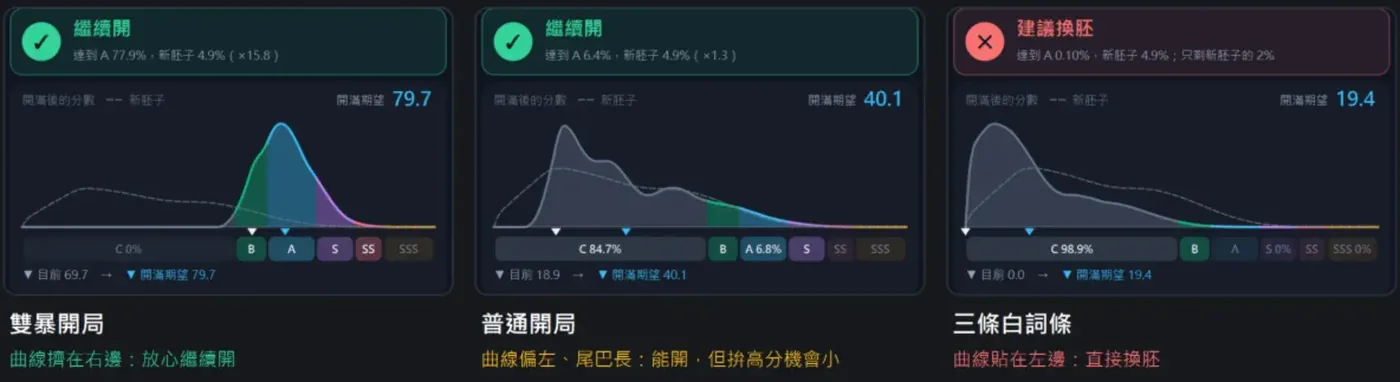 ✓ 繼續開
達到 A 77.9%，新胚子 4.9%（×15.8）
開滿後的分數 -- 新胚子 開滿期望 79.7
C 0% B A S SS SSS
▼ 目前 69.7 → ▼ 開滿期望 79.7
雙暴開局
曲線擠在右邊：放心繼續開
✓ 繼續開
達到 A 6.4%，新胚子 4.9%（×1.3）
開滿後的分數 -- 新胚子 開滿期望 40.1
C 84.7% B A 6.8% S SS SSS
▼ 目前 18.9 → ▼ 開滿期望 40.1
普通開局
曲線偏左、尾巴長：能開，但拚高分機會小
✕ 建議換胚
達到 A 0.10%，新胚子 4.9%；只剩新胚子的 2%
開滿後的分數 -- 新胚子 開滿期望 19.4
C 98.9% B A S 0% SS SSS 0%
▼ 目前 0.0 → ▼ 開滿期望 19.4
三條白詞條
曲線貼在左邊：直接換胚